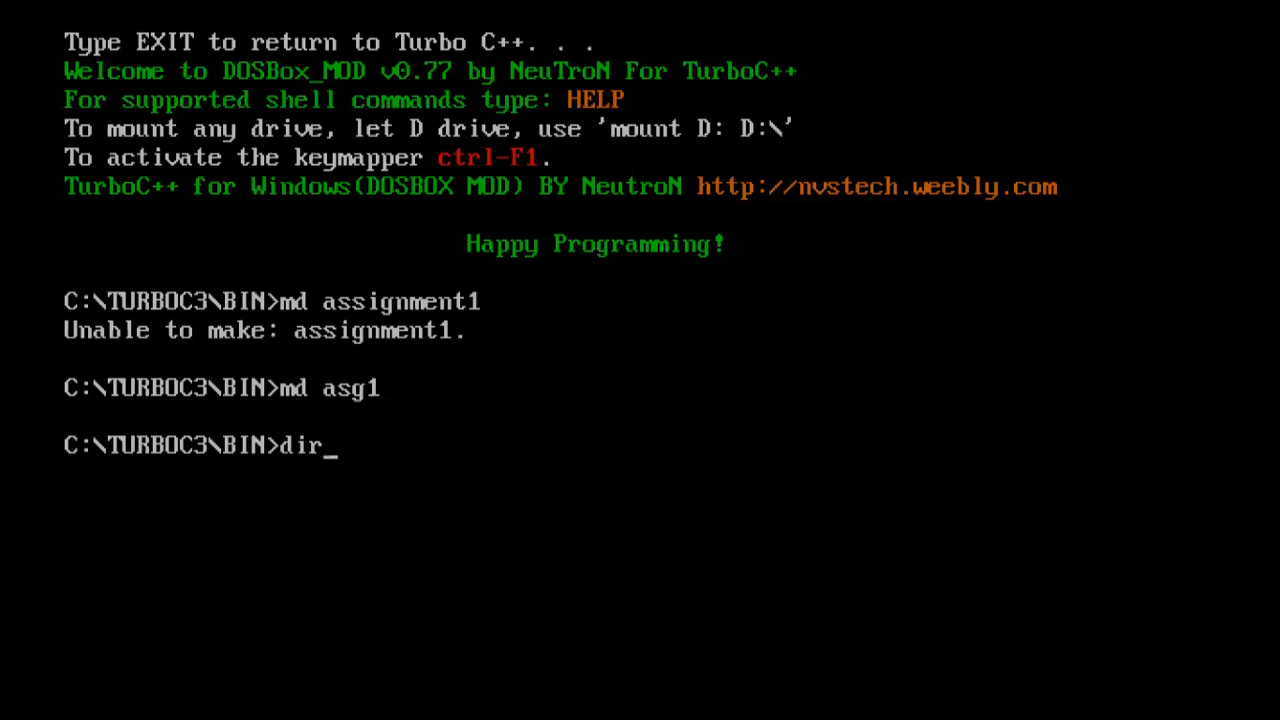 Type EXIT to return to Turbo C++. . .
Welcome to DOSBox_MOD v0.77 by NeuTroN For TurboC++
For supported shell commands type: HELP
To mount any drive, let D drive, use 'mount D: D:\'
To activate the keymapper ctrl-F1.
TurboC++ for Windows(DOSBOX MOD) BY NeutroN http://nvstech.weebly.com
Happy Programming!
C:\TURBOC3\BIN>md assignment1
Unable to make: assignment1.
C:\TURBOC3\BIN>md asg1
C:\TURBOC3\BIN>dir_